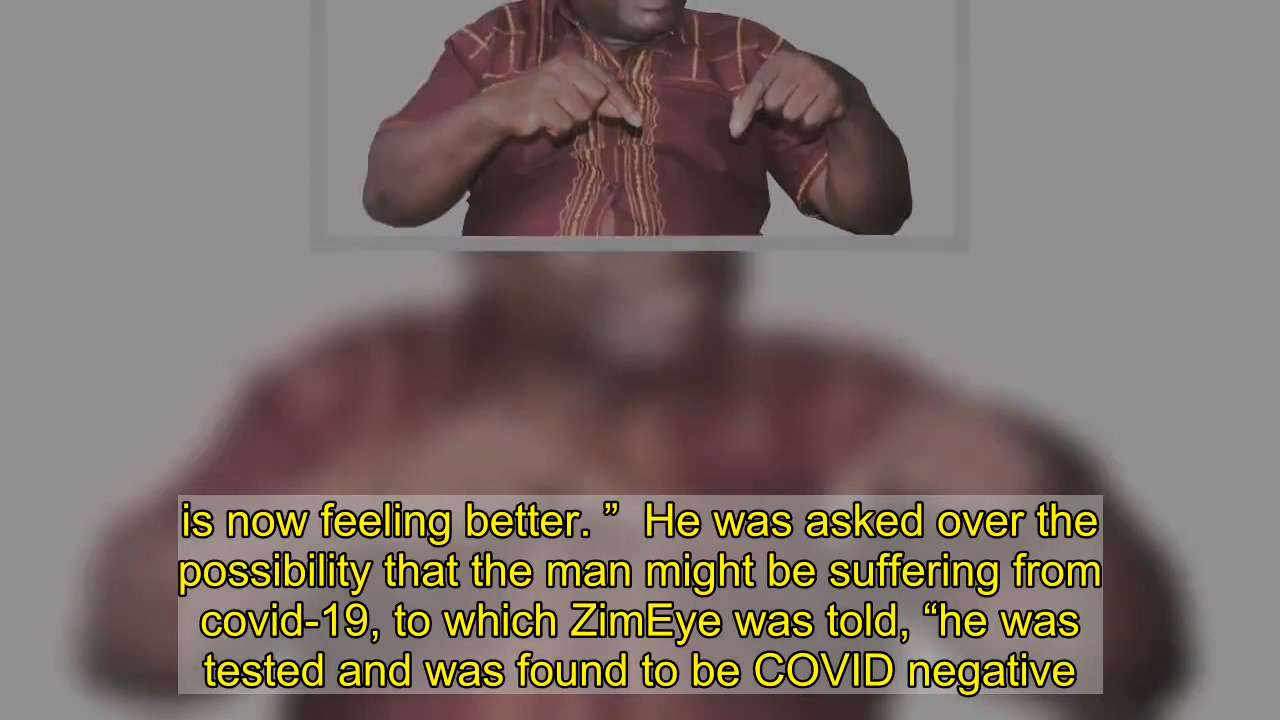 is now feeling better. ” He was asked over the
possibility that the man might be suffering from
covid-19, to which ZimEye was told, “he was
tested and was found to be COVID negative